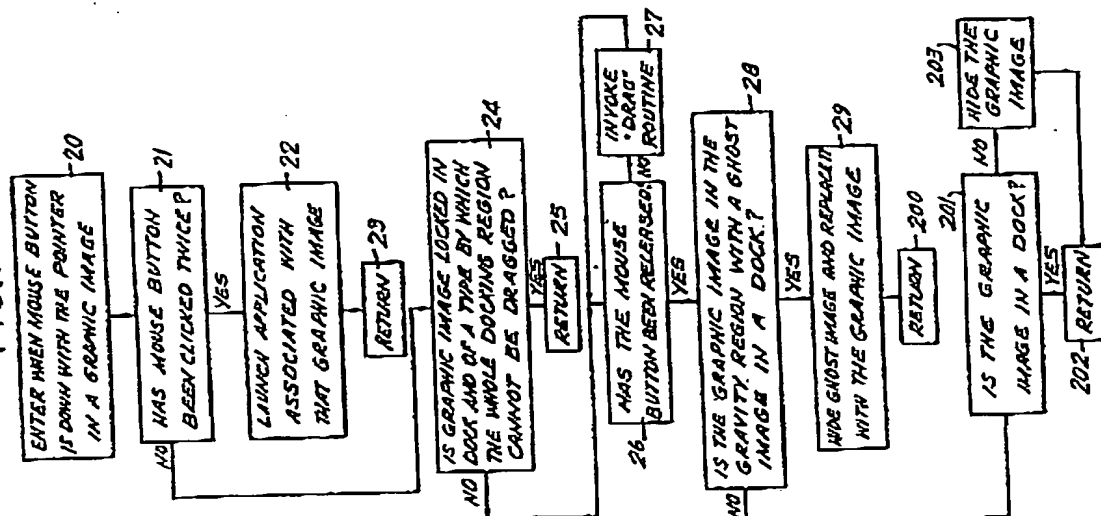 ENTER WHEN MOUSE BUTTON
IS DOWN WITH THE POINTER
IN A GRAPHIC IMAGE
20
HAS MOUSE BUTTON
BEEN CLICKED TWICE?
21
NO
YES
LAUNCH APPLICATION
ASSOCIATED WITH
THAT GRAPHIC IMAGE
22
RETURN
23
IS GRAPHIC IMAGE LOCKED IN
DOCK AND OF A TYPE BY WHICH
THE WHOLE DOCKING REGION
CANNOT BE DRAGGED?
24
NO
YES
RETURN
25
HAS THE MOUSE
BUTTON BEEN RELEASED?
26
NO
YES
INVOKE
"DRAG"
ROUTINE
27
IS THE GRAPHIC IMAGE IN THE
GRAVITY REGION WITH A GHOST
IMAGE IN A DOCK?
28
NO
YES
HIDE GHOST IMAGE AND REPLACE IT
WITH THE GRAPHIC IMAGE
29
RETURN
200
IS THE GRAPHIC
IMAGE IN A DOCK?
201
NO
YES
RETURN
202
HIDE THE
GRAPHIC
IMAGE
203